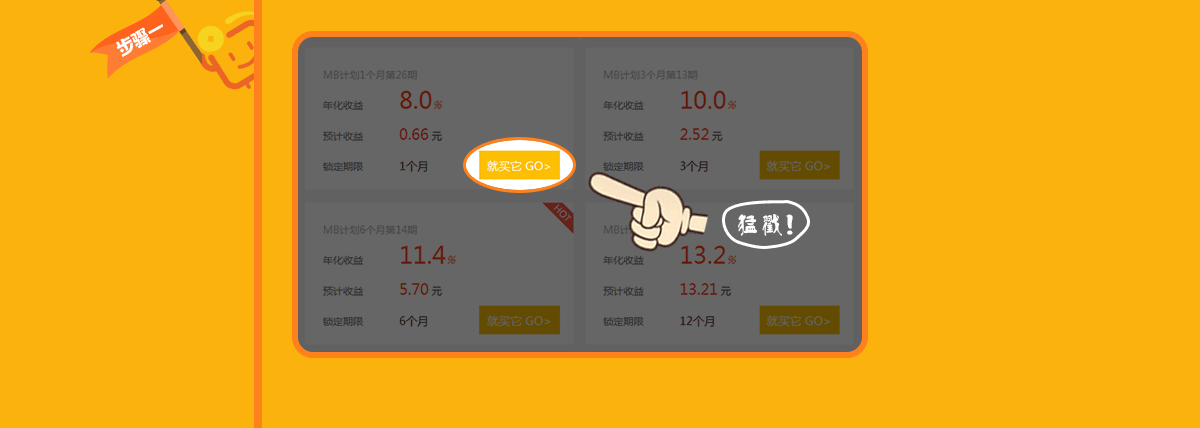 步骤一
MB计划1个月第26期
年化收益 8.0%
预计收益 0.66 元
锁定期限 1个月 就买它 GO>
MB计划3个月第13期
年化收益 10.0%
预计收益 2.52 元
锁定期限 3个月 就买它 GO>
HOT
MB计划6个月第14期
年化收益 11.4%
预计收益 5.70 元
锁定期限 6个月 就买它 GO>
MB计
年化收益 13.2%
预计收益 13.21 元
锁定期限 12个月 就买它 GO>
猛戳！